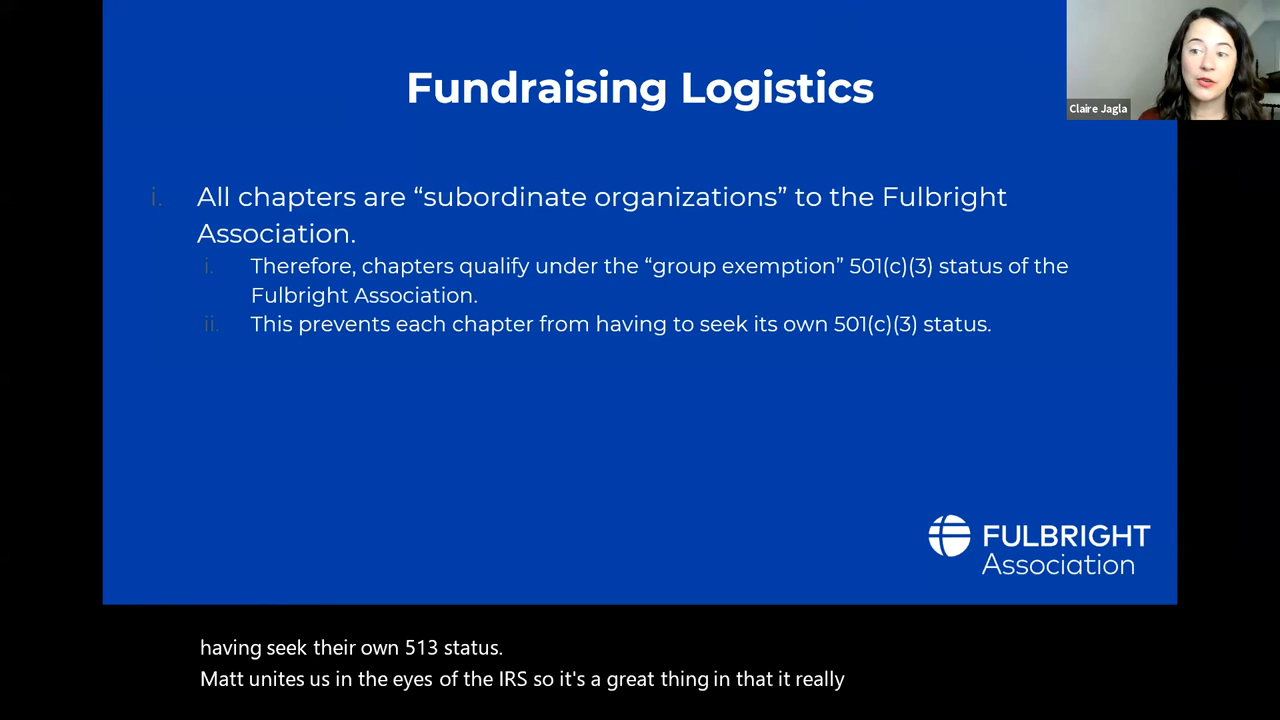 Fundraising Logistics
Claire Jagla
i. All chapters are “subordinate organizations” to the Fulbright
Association.
i. Therefore, chapters qualify under the “group exemption” 501(c)(3) status of the
Fulbright Association.
ii. This prevents each chapter from having to seek its own 501(c)(3) status.
FULBRIGHT
Association
having seek their own 513 status.
Matt unites us in the eyes of the IRS so it's a great thing in that it really